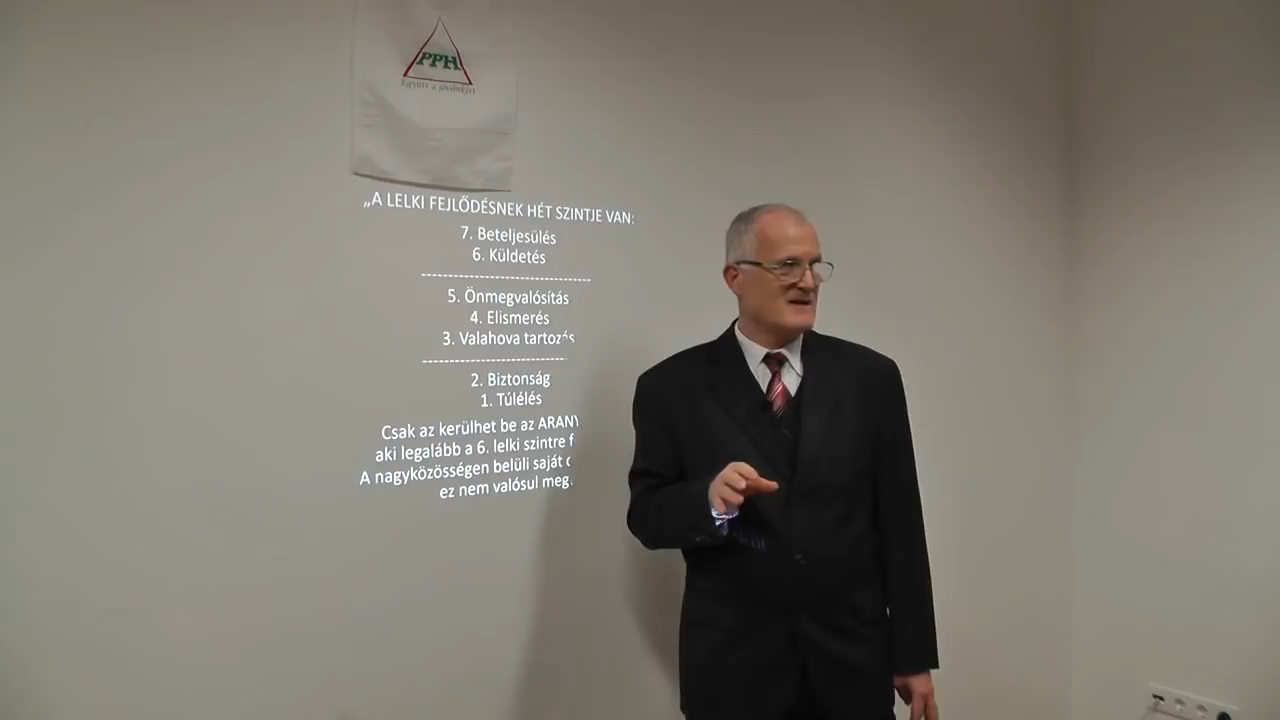 PPH
Együtt a jövőnkért
„A LELKI FEJLŐDÉSNEK HÉT SZINTJE VAN:
7. Beteljesülés
6. Küldetés
5. Önmegvalósítás
4. Elismerés
3. Valahova tartozás
2. Biztonság
1. Túlélés
Csak az kerülhet be az ARANY
aki legalább a 6. lelki szintre f
A nagyközösségen belüli saját
ez nem valósul meg.